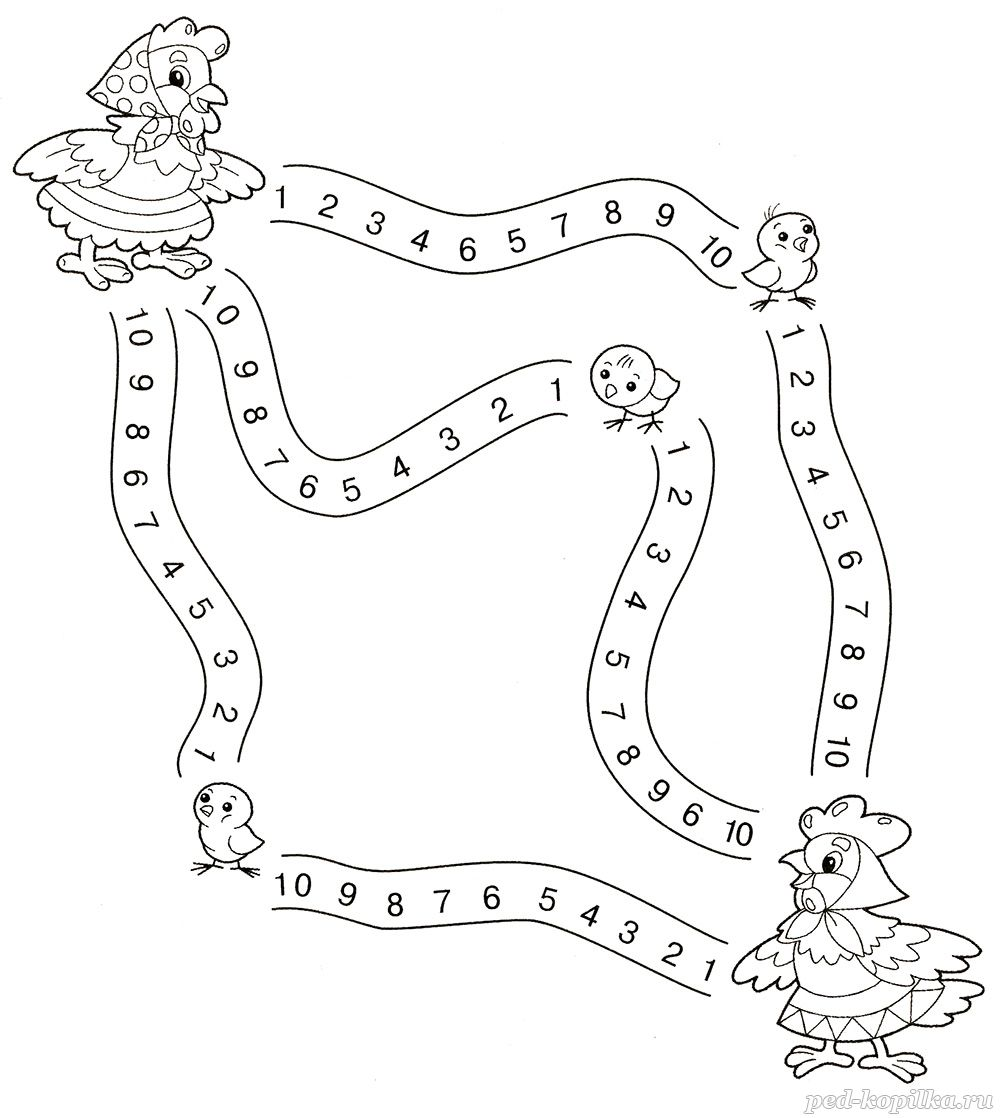 1 2 3 4 6 5 7 8 9 10
10 9 8 7 6 5 4 3 2 1
10 9 8 6 7 4 5 3 2 1
1 2 3 4 5 6 7 8 9 10
1 2 3 4 5 7 8 9 6 10
10 9 8 7 6 5 4 3 2 1
ped-kopilka.ru